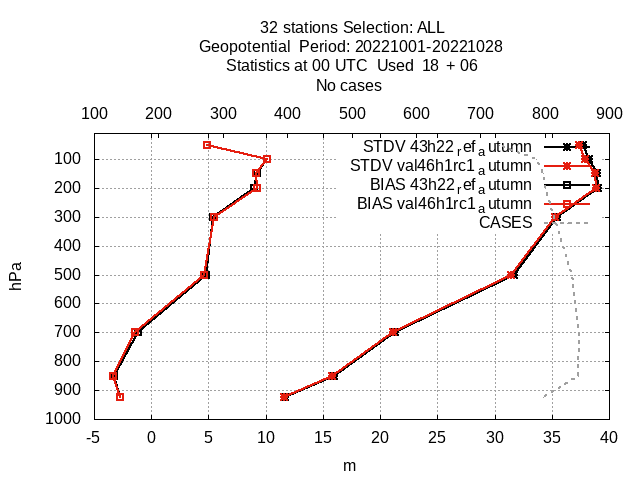 32 stations Selection: ALL
Geopotential  Period: 20221001-20221028
Statistics at 00 UTC  Used  18  + 06
No cases
100 200 300 400 500 600 700 800 900
STDV 43h22 ref a utumn
STDV val46h1rc1 a utumn
BIAS 43h22 ref a utumn
BIAS val46h1rc1 a utumn
CASES
100
200
300
400
500
600
700
800
900
1000
hPa
-5 0 5 10 15 20 25 30 35 40
m